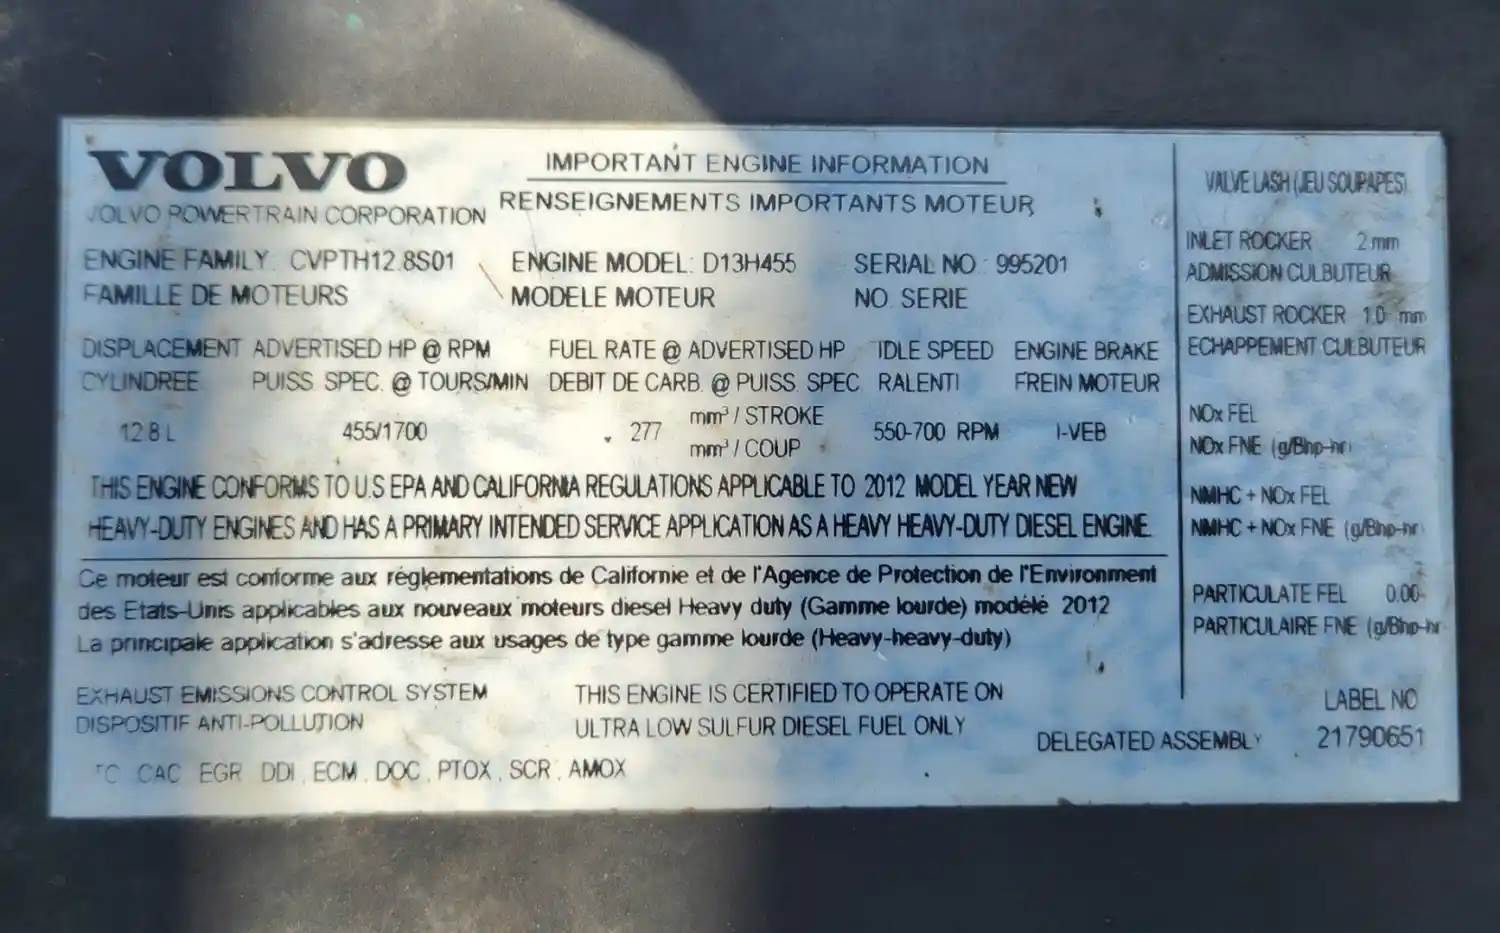 VOLVO
VOLVO POWERTRAIN CORPORATION
IMPORTANT ENGINE INFORMATION
RENSEIGNEMENTS IMPORTANTS MOTEUR
ENGINE FAMILY CVPTH12.8S01 ENGINE MODEL: D13H455 SERIAL NO 995201
FAMILLE DE MOTEURS MODELE MOTEUR NO. SERIE
DISPLACEMENT ADVERTISED HP @ RPM FUEL RATE @ ADVERTISED HP IDLE SPEED ENGINE BRAKE
CYLINDREE PUISS SPEC. @ TOURS/MIN DEBIT DE CARB. @ PUISS SPEC RALENTI FREIN MOTEUR
12.8 L 455/1700 277 mm³ / STROKE 550-700 RPM I-VEB
mm³ / COUP
THIS ENGINE CONFORMS TO U.S EPA AND CALIFORNIA REGULATIONS APPLICABLE TO 2012 MODEL YEAR NEW
HEAVY-DUTY ENGINES AND HAS A PRIMARY INTENDED SERVICE APPLICATION AS A HEAVY HEAVY-DUTY DIESEL ENGINE.
Ce moteur est conforme aux réglementations de Californie et de l'Agence de Protection de l'Environment
des Etats-Unis applicables aux nouveaux moteurs diesel Heavy duty (Gamme lourde) modélé 2012
La principale application s'adresse aux usages de type gamme lourde (Heavy-heavy-duty)
EXHAUST EMISSIONS CONTROL SYSTEM
DISPOSITIF ANTI-POLLUTION
TC CAC EGR DDI, ECM, DOC, PTOX, SCR, AMOX
THIS ENGINE IS CERTIFIED TO OPERATE ON
ULTRA LOW SULFUR DIESEL FUEL ONLY
DELEGATED ASSEMBLY
VALVE LASH (JEU SOUPAPES)
INLET ROCKER 2 mm
ADMISSION CULBUTEUR
EXHAUST ROCKER 1.0 mm
ECHAPPEMENT CULBUTEUR
NOx FEL
NOx FNE (g/Bhp-hr)
NMHC + NOx FEL
NMHC + NOx FNE (g/Bhp-hr)
PARTICULATE FEL
PARTICULAIRE FNE (g/Bhp-hr
LABEL NO
21790651